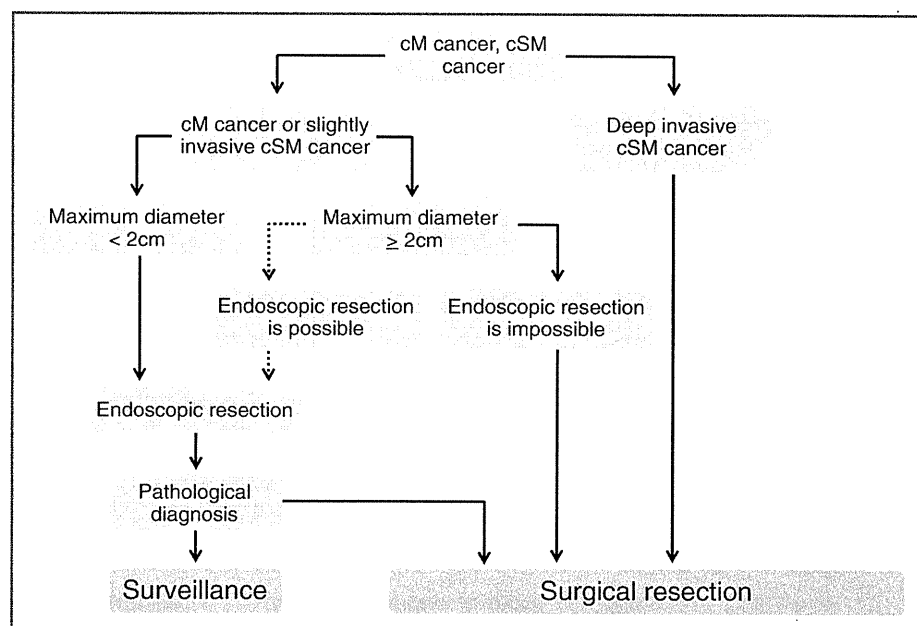 cM cancer, cSM
cancer
cM cancer or slightly
invasive cSM cancer
Deep invasive
cSM cancer
Maximum diameter
< 2cm
Maximum diameter
≥ 2cm
Endoscopic resection
is possible
Endoscopic resection
is impossible
Endoscopic resection
Pathological
diagnosis
Surveillance
Surgical resection